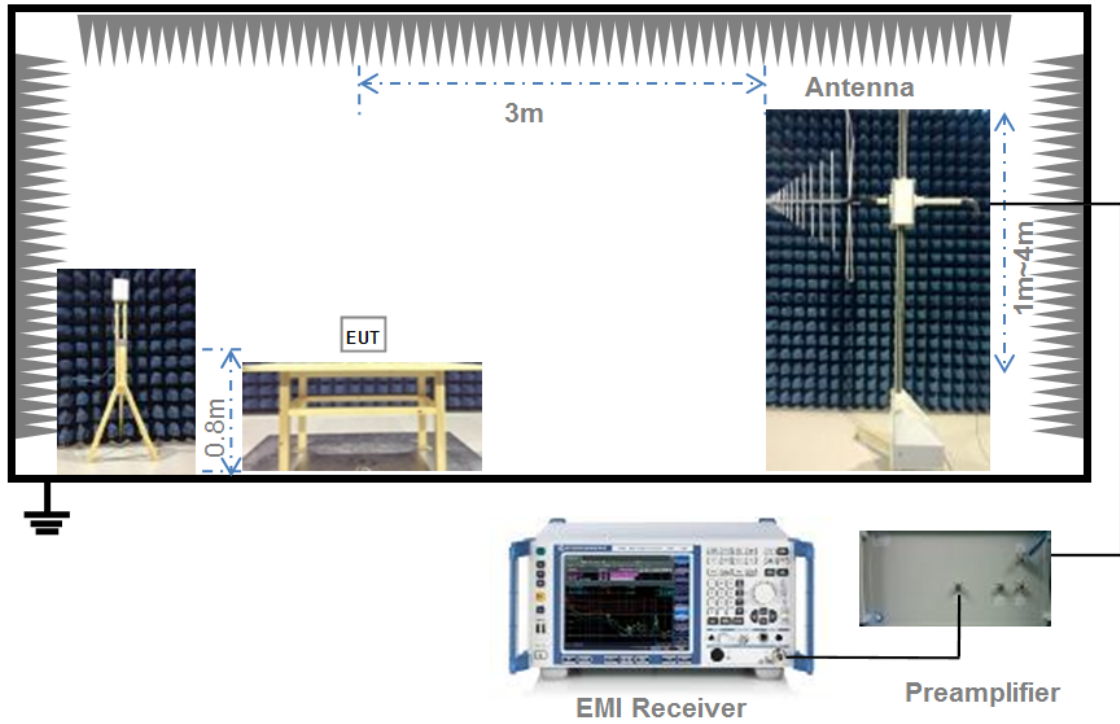 Antenna
3m
1m~4m
EUT
0.8m
EMI Receiver
Preamplifier